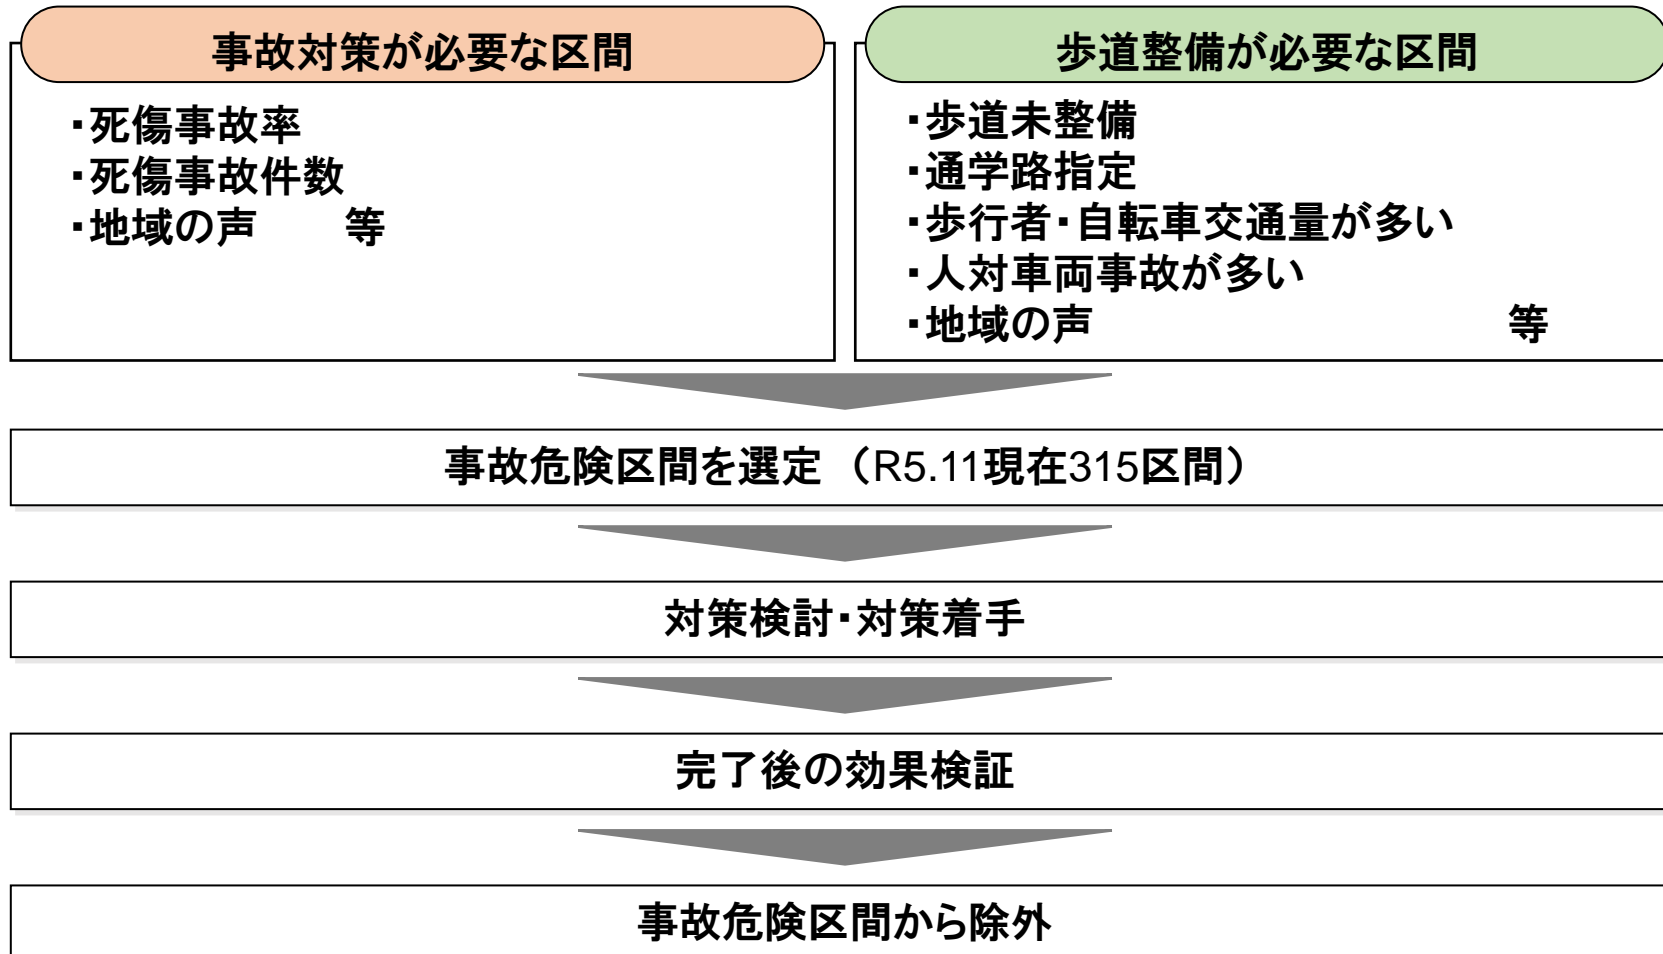 事故対策が必要な区間
・死傷事故率
・死傷事故件数
・地域の声　　等
歩道整備が必要な区間
・歩道未整備
・通学路指定
・歩行者・自転車交通量が多い
・人対車両事故が多い
・地域の声　　　　　　　　　　等
事故危険区間を選定 （R5.11現在315区間）
対策検討・対策着手
完了後の効果検証
事故危険区間から除外